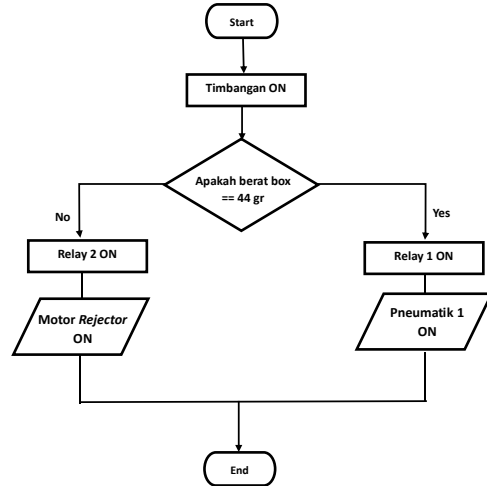 Start
Timbangan ON
Apakah berat box
== 44 gr
No
Yes
Relay 2 ON
Relay 1 ON
Motor Rejector
ON
Pneumatik 1
ON
End